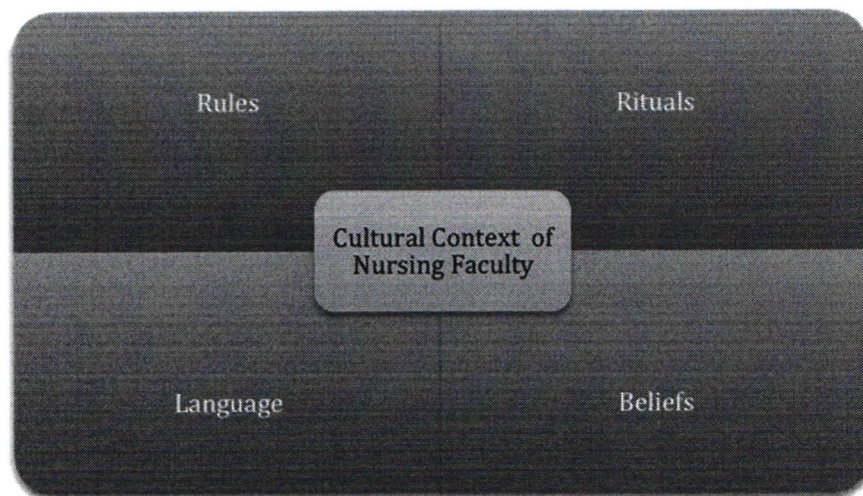 Rules
Rituals
Cultural Context of
Nursing Faculty
Language
Beliefs